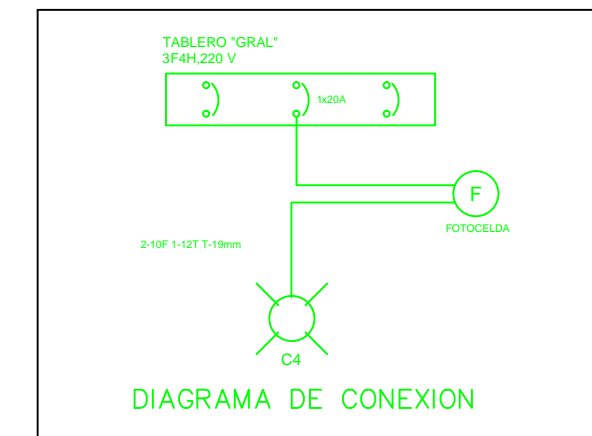 TABLERO "GRAL"
3F4H,220 V
1x20A
F
FOTOCELDA
2-10F 1-12T T-19mm
C4
DIAGRAMA DE CONEXION